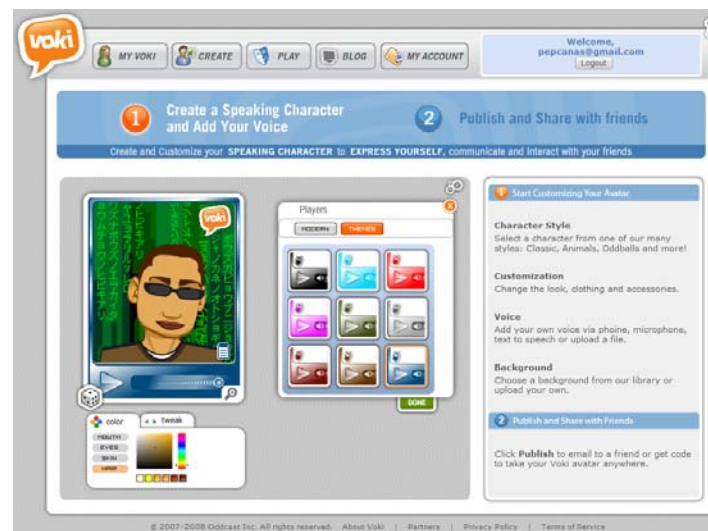 voki
MY VOKI
CREATE
PLAY
BLOG
MY ACCOUNT
Welcome,
pepcanas@gmail.com
Logout
1 Create a Speaking Character
and Add Your Voice
2 Publish and Share with friends
Create and Customize your SPEAKING CHARACTER to EXPRESS YOURSELF, communicate and interact with your friends
voki
Players
MODERN
THEMES
DONE
color
tweak
MOUTH
EYES
SKIN
HAIR
1 Start Customizing Your Avatar
Character Style
Select a character from one of our many
styles: Classic, Animals, Oddballs and more!
Customization
Change the look, clothing and accessories.
Voice
Add your own voice via phoine, microphone,
text to speech or upload a file.
Background
Choose a background from our library or
upload your own.
2 Publish and Share with Friends
Click Publish to email to a friend or get code
to take your Voki avatar anywhere.
© 2007-2008 Oddcast Inc. All rights reserved. About Voki | Partners | Privacy Policy | Terms of Service